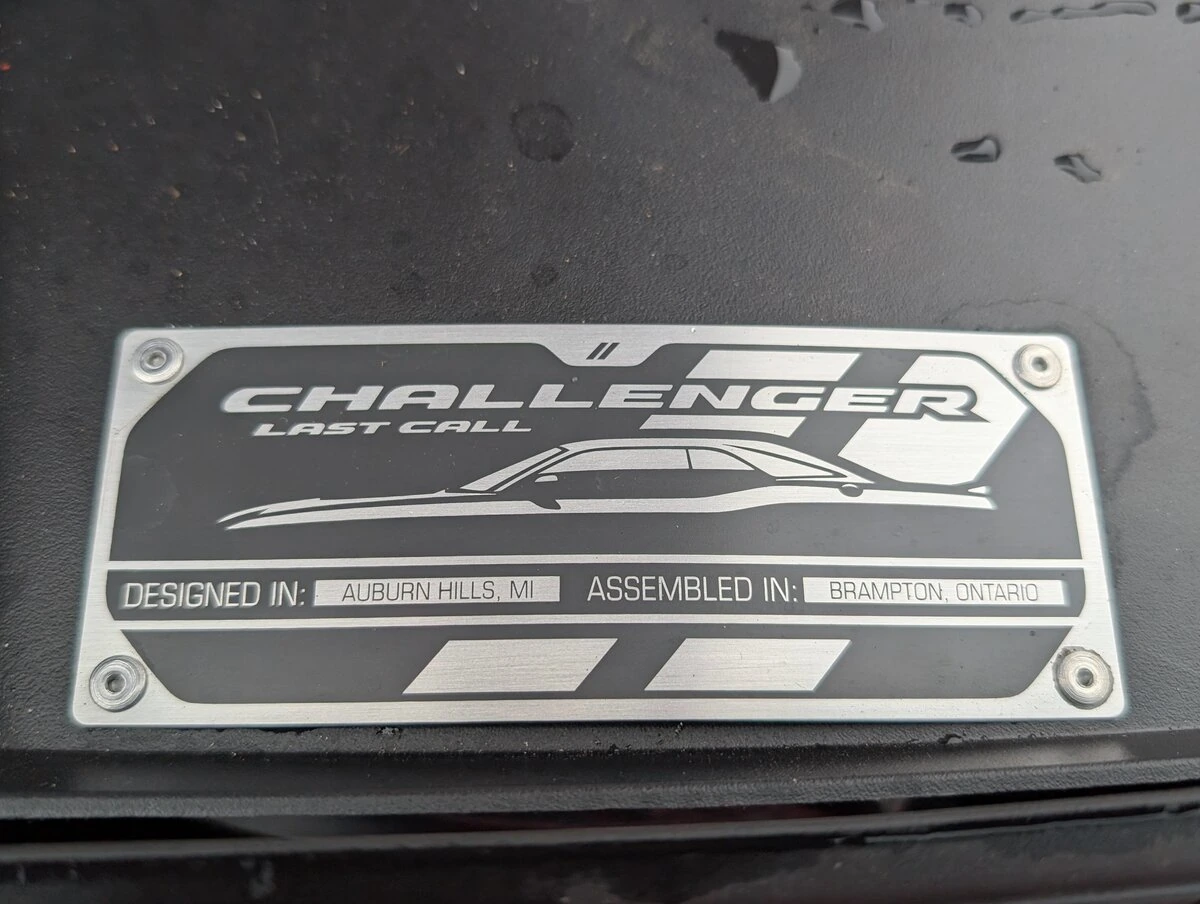 CHALLENGER
LAST CALL
DESIGNED IN: AUBURN HILLS, MI ASSEMBLED IN: BRAMPTON, ONTARIO